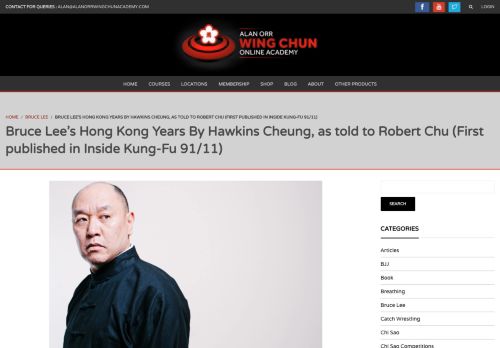 CONTACT FOR QUERIES : ALAN@ALANORRWINGCHUNACADEMY.COM
LOGIN
ALAN ORR
WING CHUN
ONLINE ACADEMY
HOME COURSES LOCATIONS MEMBERSHIP SHOP BLOG ABOUT OTHER PRODUCTS
HOME / BRUCE LEE / BRUCE LEE'S HONG KONG YEARS BY HAWKINS CHEUNG, AS TOLD TO ROBERT CHU (FIRST PUBLISHED IN INSIDE KUNG-FU 91/11)
Bruce Lee's Hong Kong Years By Hawkins Cheung, as told to Robert Chu (First
published in Inside Kung-Fu 91/11)
SEARCH
CATEGORIES
Articles
BJJ
Book
Breathing
Bruce Lee
Catch Wrestling
Chi Sao
Chi Sao Competitions